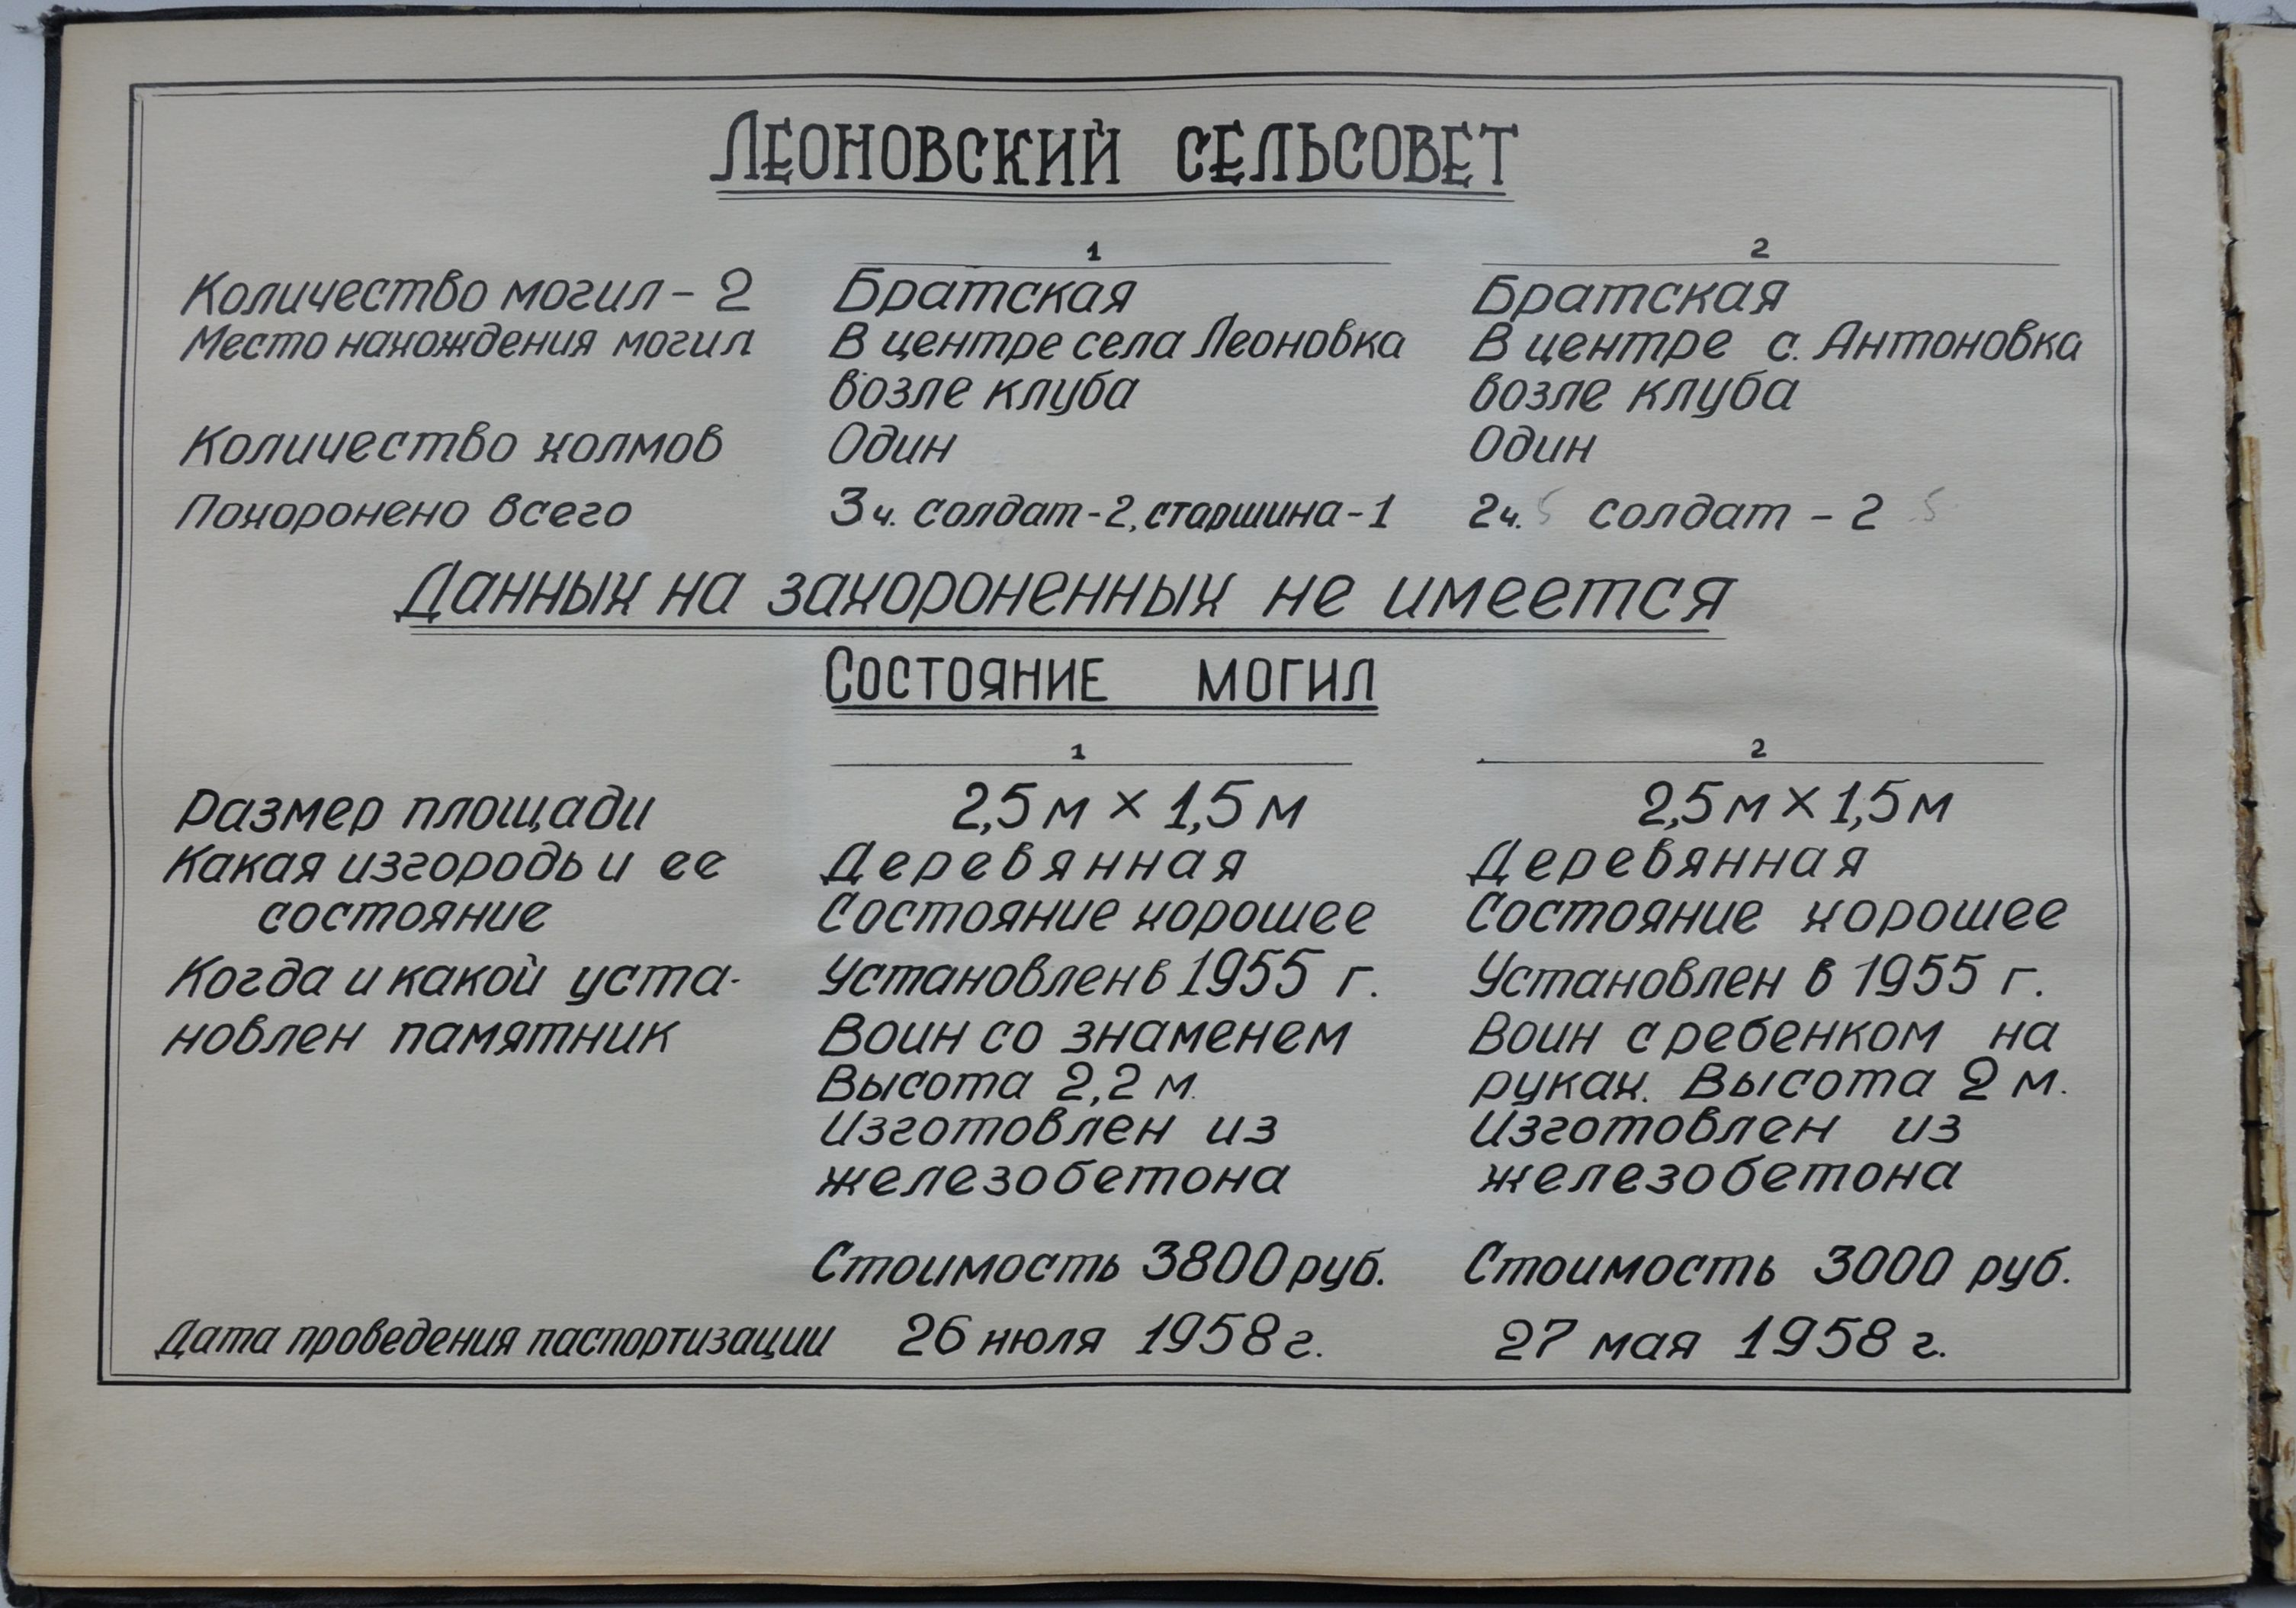 Леоновский сельсовет
1 2
Количество могил - 2 Братская Братская
Место нахождения могил В центре села Леоновка В центре с. Антоновка
возле клуба возле клуба
Количество холмов Один Один
Похоронено всего 3ч. солдат - 2, старшина - 1 2ч. 5 солдат - 2 5
Данных на захороненных не имеется
Состояние могил
1 2
Размер площади 2,5 м × 1,5 м 2,5 м × 1,5 м
Какая изгородь и ее Деревянная Деревянная
состояние Состояние хорошее Состояние хорошее
Когда и какой уста- Установлен в 1955 г. Установлен в 1955 г.
новлен памятник Воин со знаменем Воин с ребенком на
Высота 2,2 м. руках. Высота 2 м.
Изготовлен из Изготовлен из
железобетона железобетона
Стоимость 3800 руб. Стоимость 3000 руб.
Дата проведения паспортизации 26 июля 1958 г. 27 мая 1958 г.